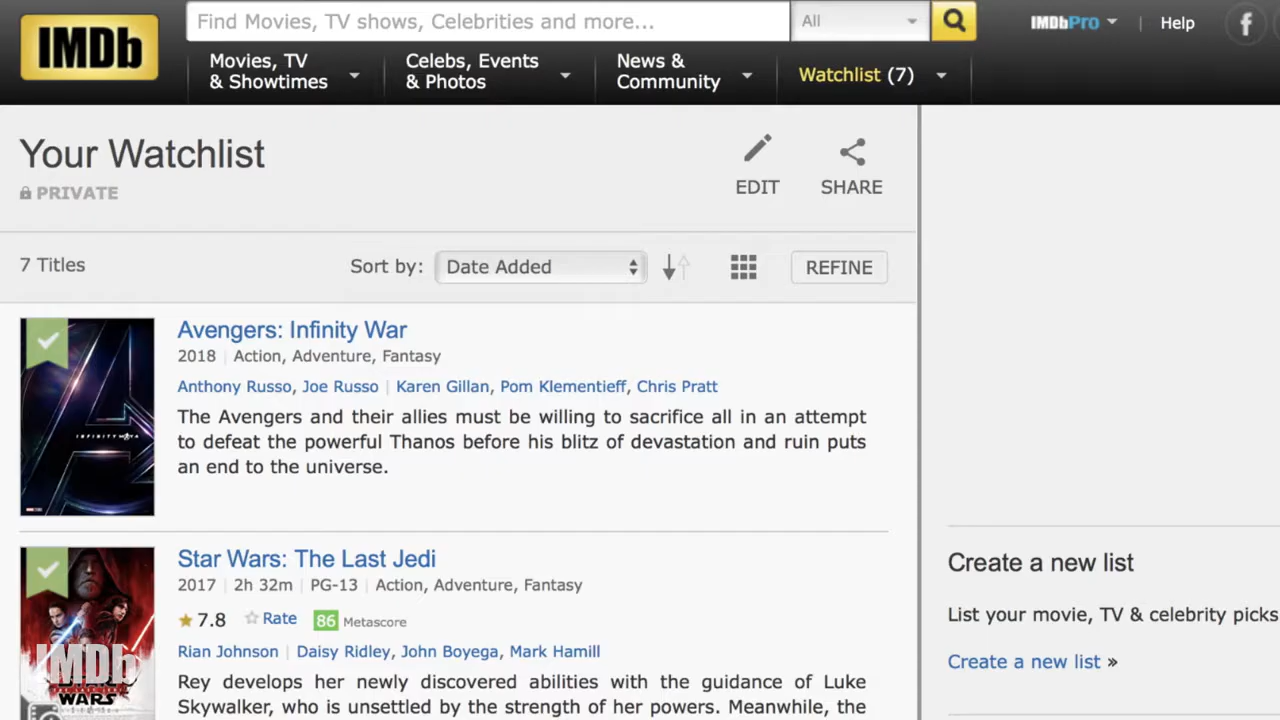 IMDb
Find Movies, TV shows, Celebrities and more...
All
IMDbPro
Help
f
Movies, TV
& Showtimes
Celebs, Events
& Photos
News &
Community
Watchlist (7)
Your Watchlist
PRIVATE
EDIT
SHARE
7 Titles
Sort by:
Date Added
REFINE
Avengers: Infinity War
2018 | Action, Adventure, Fantasy
Anthony Russo, Joe Russo | Karen Gillan, Pom Klementieff, Chris Pratt
The Avengers and their allies must be willing to sacrifice all in an attempt
to defeat the powerful Thanos before his blitz of devastation and ruin puts
an end to the universe.
INFINITY WAR
Star Wars: The Last Jedi
2017 | 2h 32m | PG-13 | Action, Adventure, Fantasy
7.8 Rate 86 Metascore
Rian Johnson | Daisy Ridley, John Boyega, Mark Hamill
Rey develops her newly discovered abilities with the guidance of Luke
Skywalker, who is unsettled by the strength of her powers. Meanwhile, the
IMDb
WARS
Create a new list
List your movie, TV & celebrity picks
Create a new list »